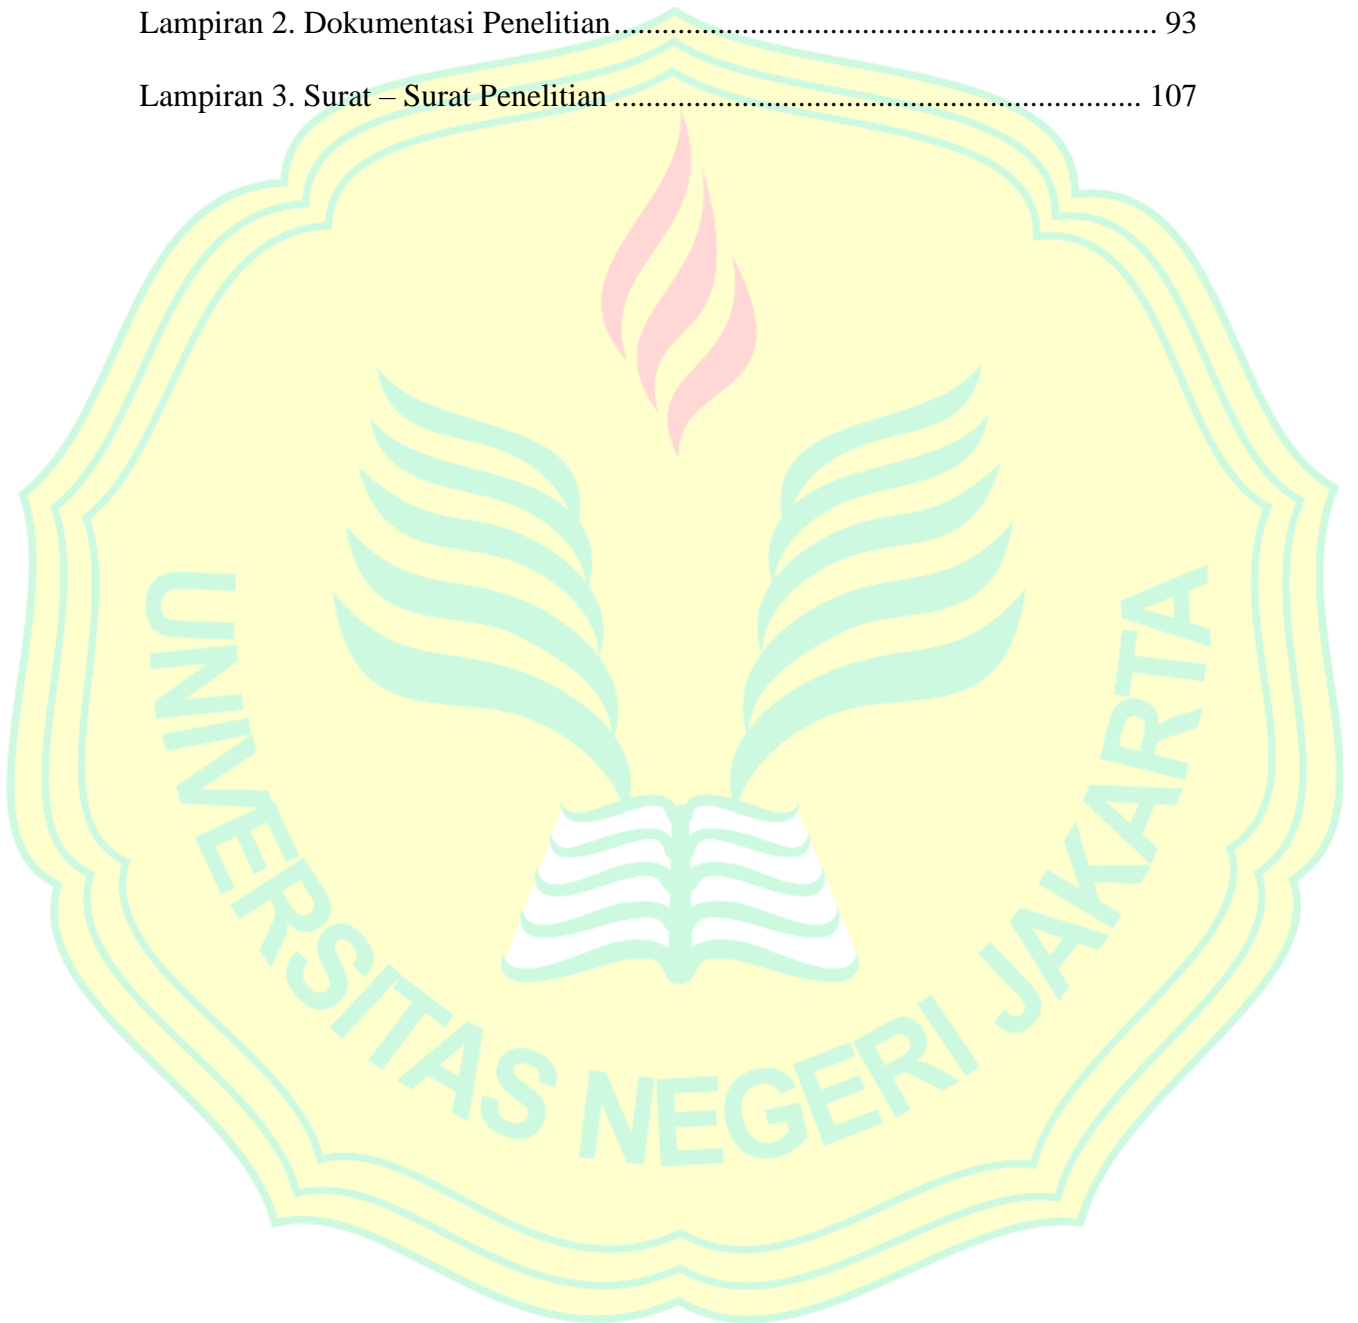 Lampiran 2. Dokumentasi Penelitian.................................................................. 93
Lampiran 3. Surat – Surat Penelitian ................................................................ 107
UNIVERSITAS NEGERI JAKARTA